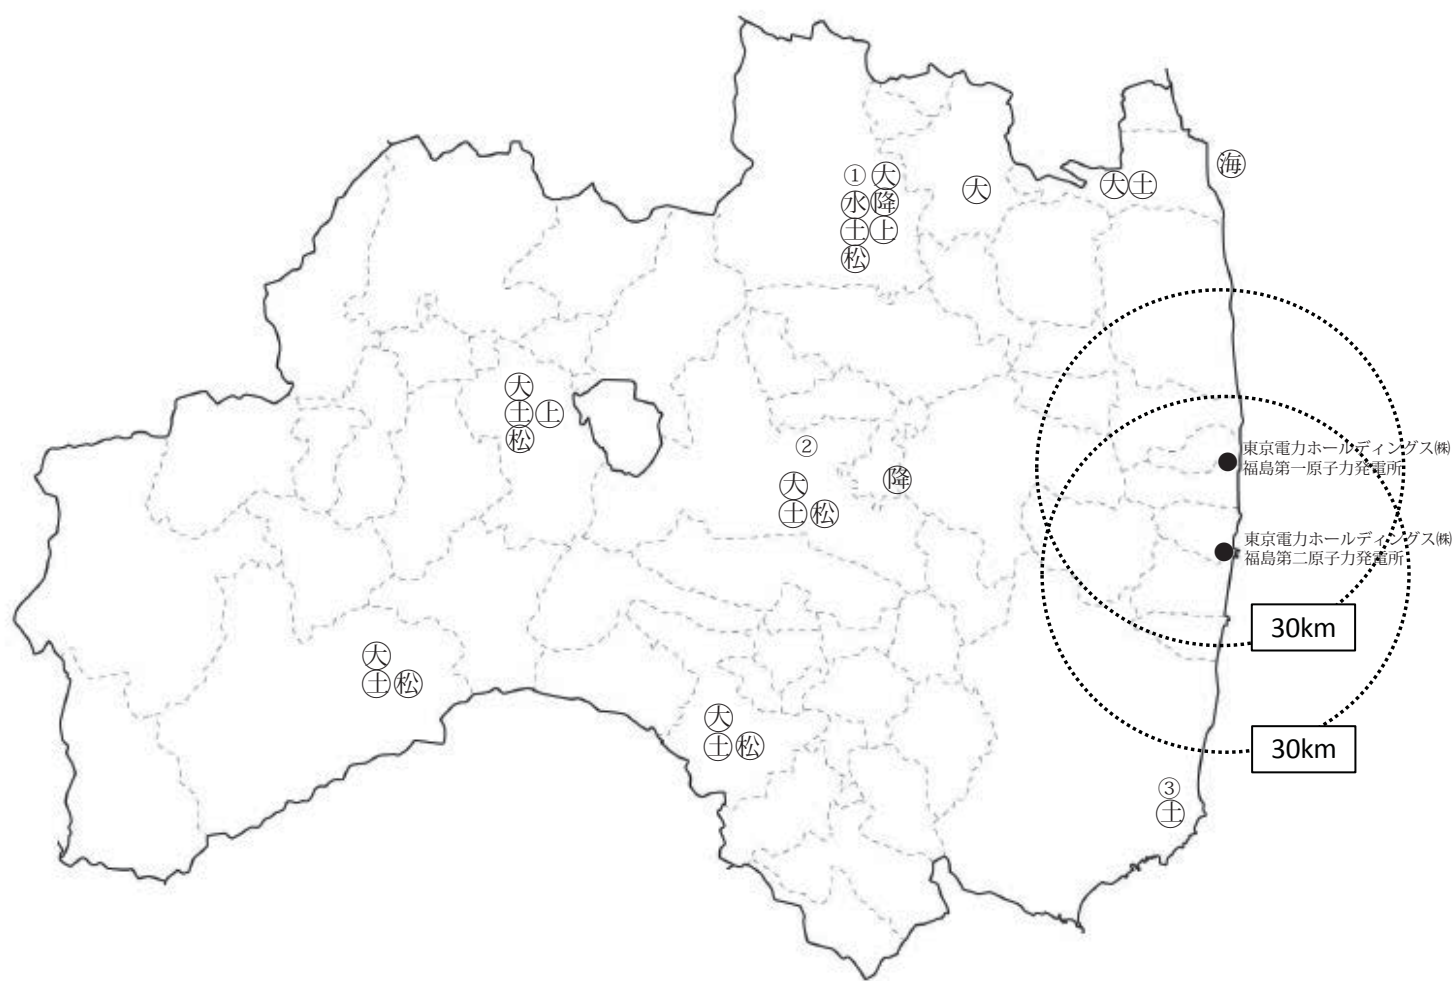 海
①大
水降
土上
松
大
大土
大
土上
松
②
大
土松
降
東京電力ホールディングス㈱
福島第一原子力発電所
東京電力ホールディングス㈱
福島第二原子力発電所
30km
大
土松
大
土松
30km
③
土